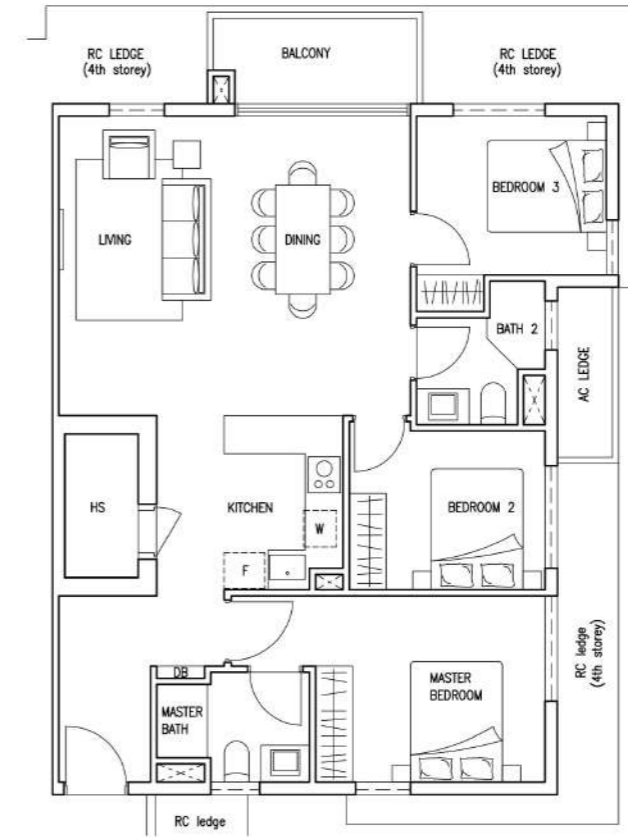 RC LEDGE
(4th storey)
BALCONY
RC LEDGE
(4th storey)
BEDROOM 3
LIVING
DINING
BATH 2
AC LEDGE
HS
KITCHEN
BEDROOM 2
W
F
RC ledge
(4th storey)
DB
MASTER
BATH
MASTER
BEDROOM
RC ledge